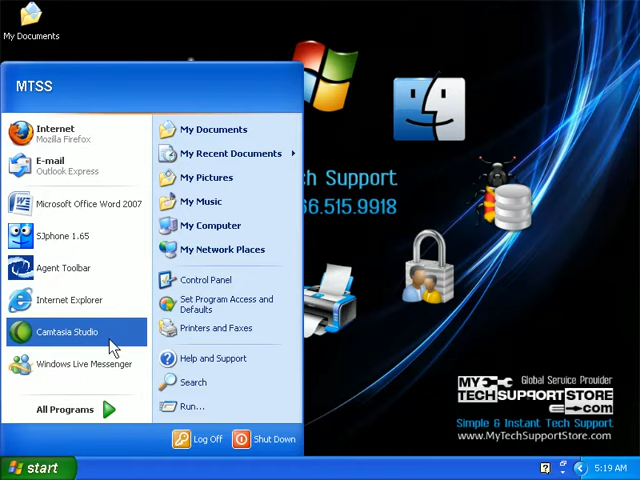 My Documents
MTSS
Internet
Mozilla Firefox
E-mail
Outlook Express
Microsoft Office Word 2007
SJphone 1.65
Agent Toolbar
Internet Explorer
Camtasia Studio
Windows Live Messenger
All Programs
My Documents
My Recent Documents
My Pictures
My Music
My Computer
My Network Places
Control Panel
Set Program Access and
Defaults
Printers and Faxes
Help and Support
Search
Run...
Log Off
Shut Down
ch Support
66.515.9918
MY
TECHSUPPORTSTORE
.com
Global Service Provider
Simple & Instant Tech Support
www.MyTechSupportStore.com
start
5:19 AM